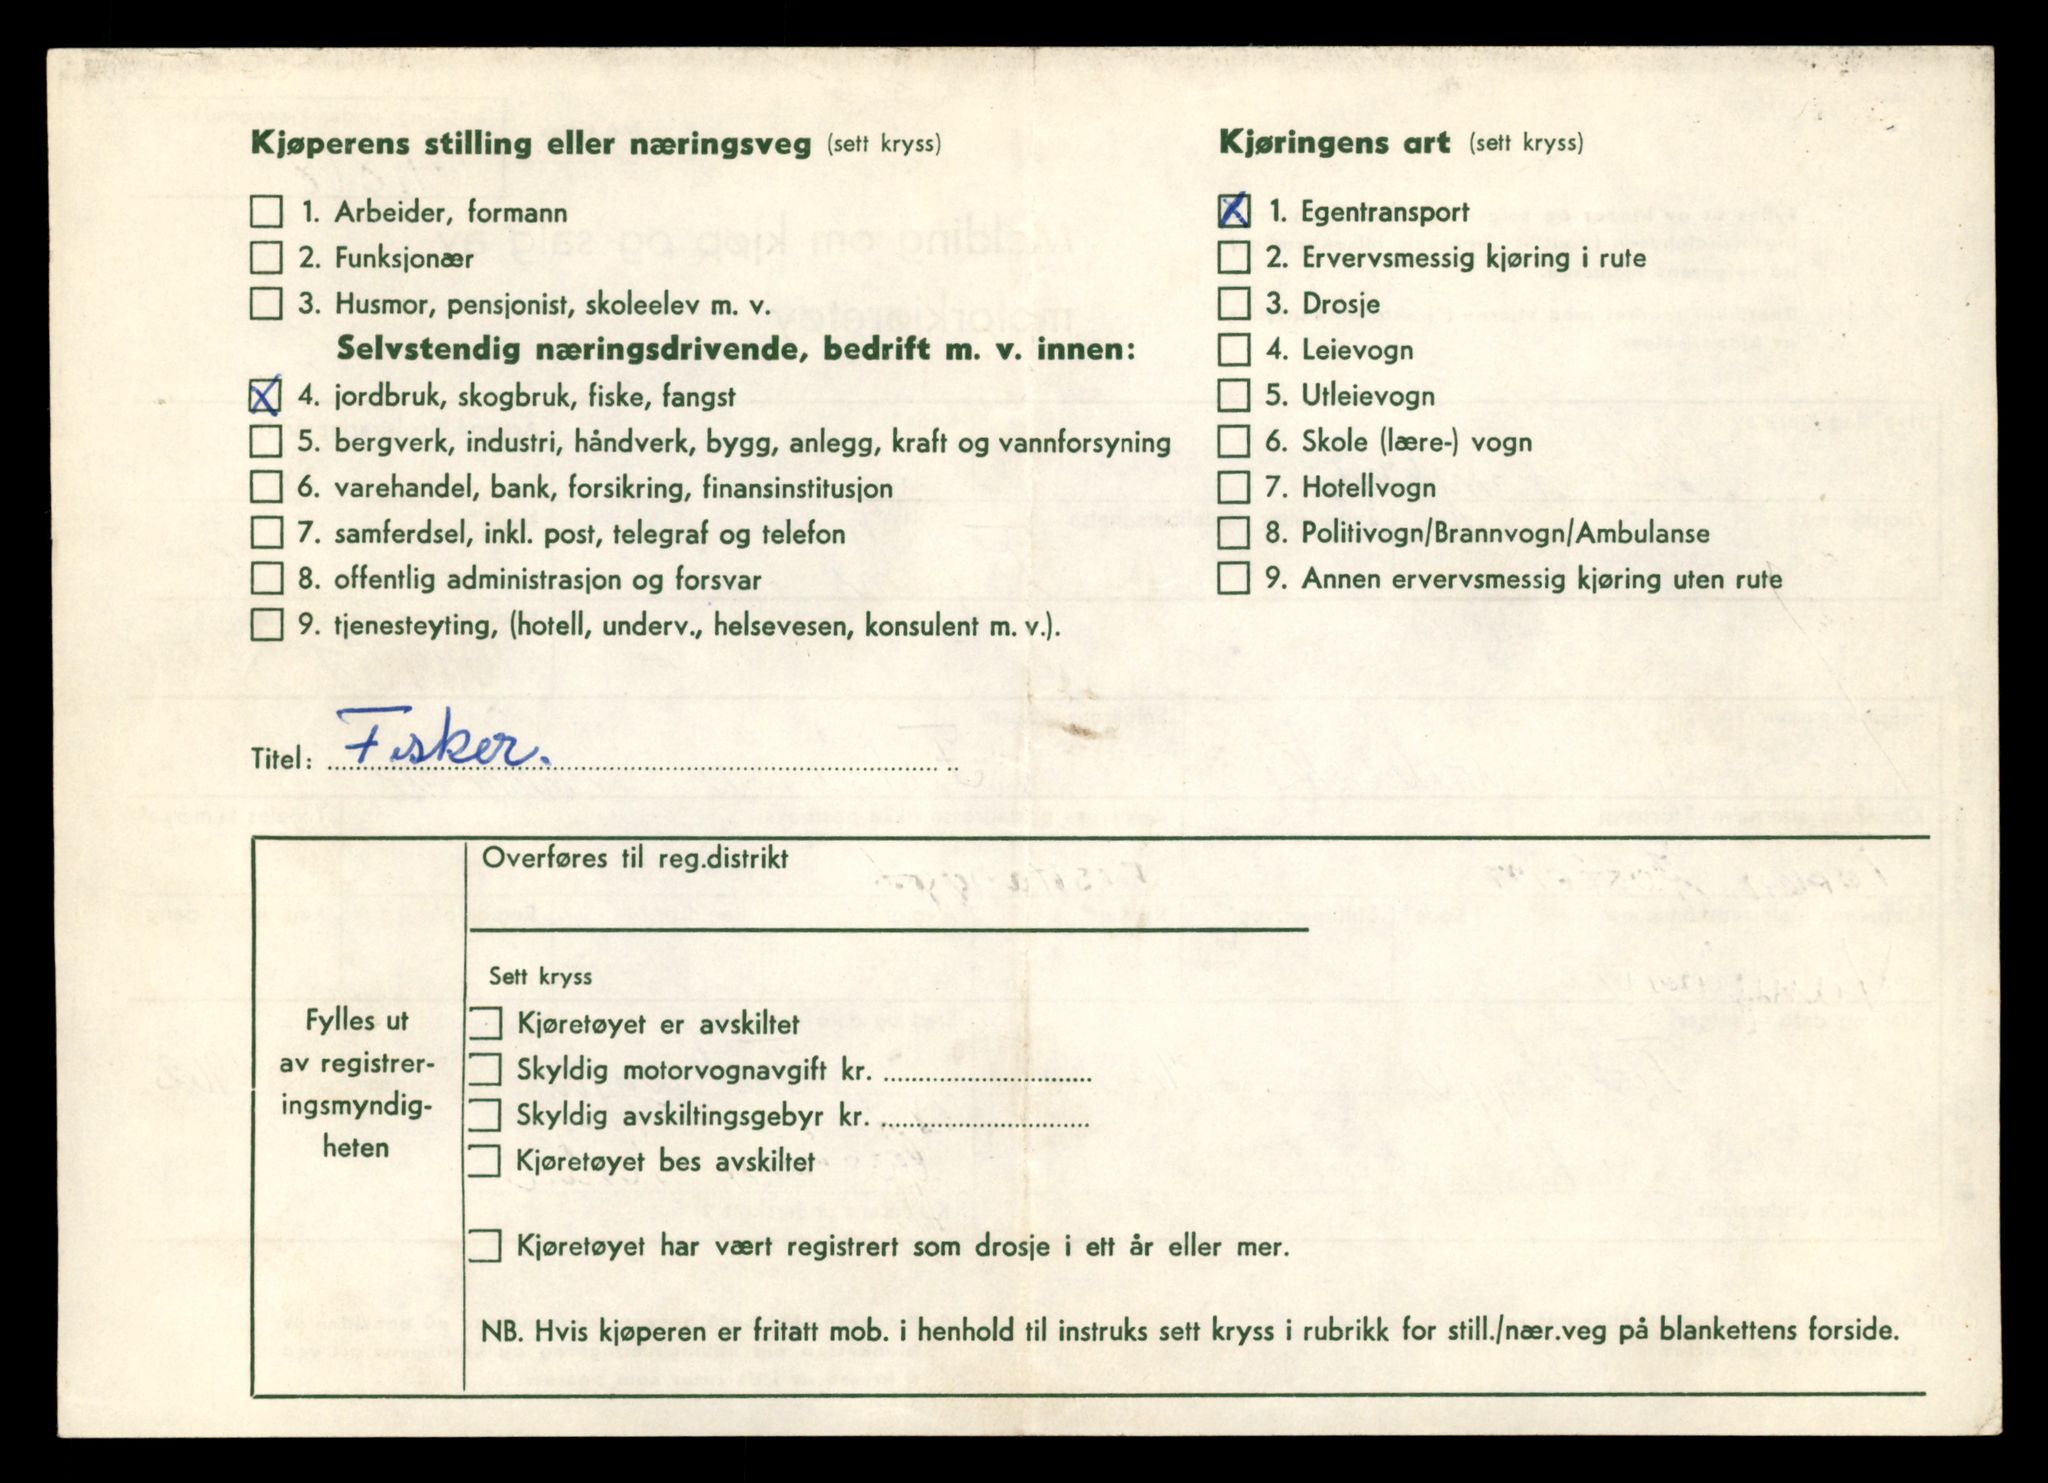 Kjøperens stilling eller næringsveg (sett kryss)
1. Arbeider, formann
2. Funksjonær
3. Husmor, pensjonist, skoleelev m. v.
Selvstendig næringsdrivende, bedrift m. v. innen:
X 4. jordbruk, skogbruk, fiske, fangst
5. bergverk, industri, håndverk, bygg, anlegg, kraft og vannforsyning
6. varehandel, bank, forsikring, finansinstitusjon
7. samferdsel, inkl. post, telegraf og telefon
8. offentlig administrasjon og forsvar
9. tjenesteyting, (hotell, underv., helsevesen, konsulent m. v.).
Kjøringens art (sett kryss)
X 1. Egentransport
2. Ervervsmessig kjøring i rute
3. Drosje
4. Leievogn
5. Utleievogn
6. Skole (lære-) vogn
7. Hotellvogn
8. Politivogn/Brannvogn/Ambulanse
9. Annen ervervsmessig kjøring uten rute
Titel: Fisker.
Fylles ut
av registrer-
ingsmyndig-
heten
Overføres til reg.distrikt
Sett kryss
Kjøretøyet er avskiltet
Skyldig motorvognavgift kr.
Skyldig avskiltingsgebyr kr.
Kjøretøyet bes avskiltet
Kjøretøyet har vært registrert som drosje i ett år eller mer.
NB. Hvis kjøperen er fritatt mob. i henhold til instruks sett kryss i rubrikk for still./nær.veg på blankettens forside.